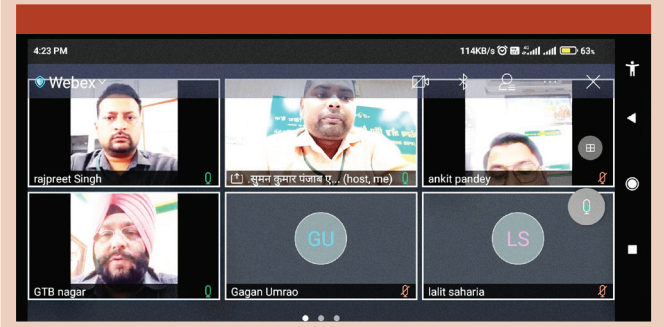 4:23 PM 114KB/s 4G 63%
Webex
rajpreet Singh
.सुमन कुमार पंजाब ए... (host, me)
ankit pandey
GTB nagar
GU
Gagan Umrao
LS
lalit saharia